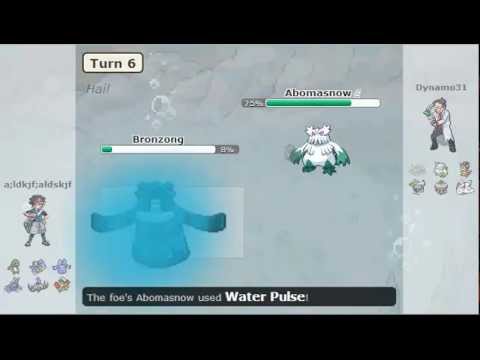 Turn 6
Hail
Abomasnow
75%
Dynamo31
Bronzong
8%
a;ldkjf;aldskjf
The foe's Abomasnow used Water Pulse!